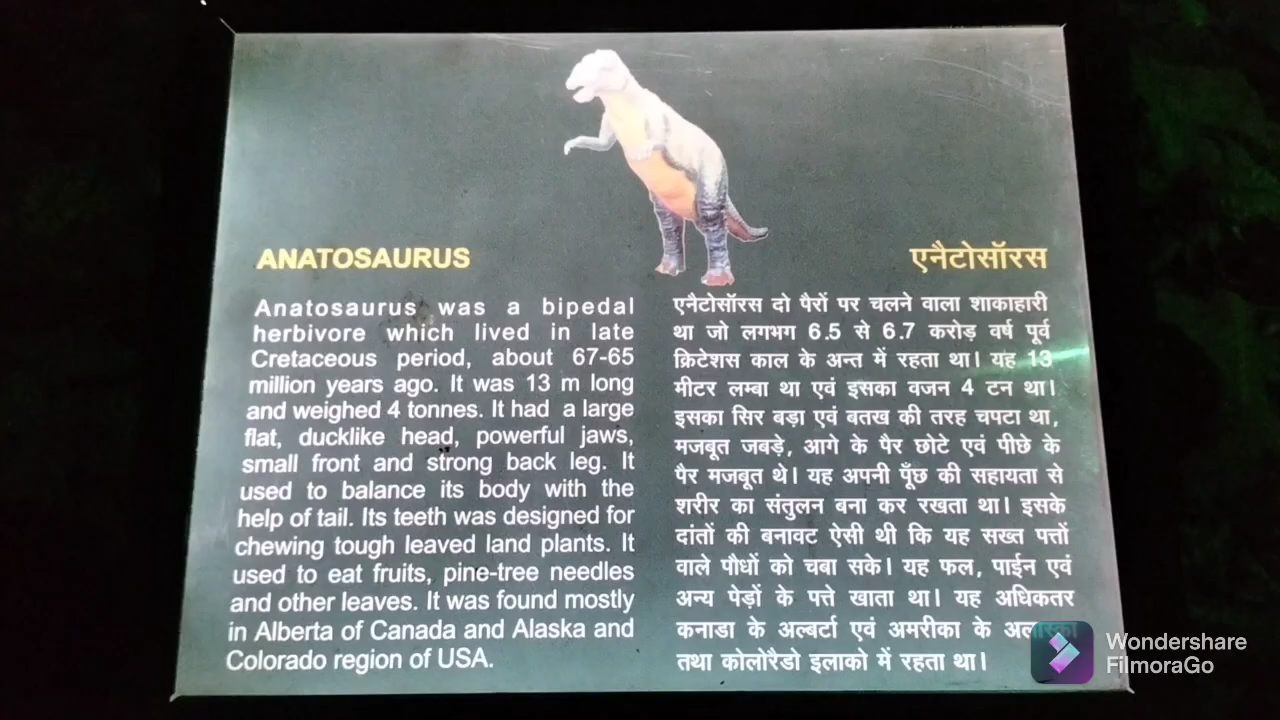 ANATOSAURUS
Anatosaurus was a bipedal
herbivore which lived in late
Cretaceous period, about 67-65
million years ago. It was 13 m long
and weighed 4 tonnes. It had a large
flat, ducklike head, powerful jaws,
small front and strong back leg. It
used to balance its body with the
help of tail. Its teeth was designed for
chewing tough leaved land plants. It
used to eat fruits, pine-tree needles
and other leaves. It was found mostly
in Alberta of Canada and Alaska and
Colorado region of USA.
एनैटोसॉरस
एनैटोसॉरस दो पैरों पर चलने वाला शाकाहारी
था जो लगभग 6.5 से 6.7 करोड़ वर्ष पूर्व
क्रिटेशस काल के अन्त में रहता था। यह 13
मीटर लम्बा था एवं इसका वजन 4 टन था।
इसका सिर बड़ा एवं बतख की तरह चपटा था,
मजबूत जबड़े, आगे के पैर छोटे एवं पीछे के
पैर मजबूत थे। यह अपनी पूँछ की सहायता से
शरीर का संतुलन बना कर रखता था। इसके
दांतों की बनावट ऐसी थी कि यह सख्त पत्तों
वाले पौधों को चबा सके। यह फल, पाईन एवं
अन्य पेड़ों के पत्ते खाता था। यह अधिकतर
कनाडा के अल्बर्टा एवं अमरीका के अलास्का
तथा कोलोरैडो इलाको में रहता था।
Wondershare
FilmoraGo